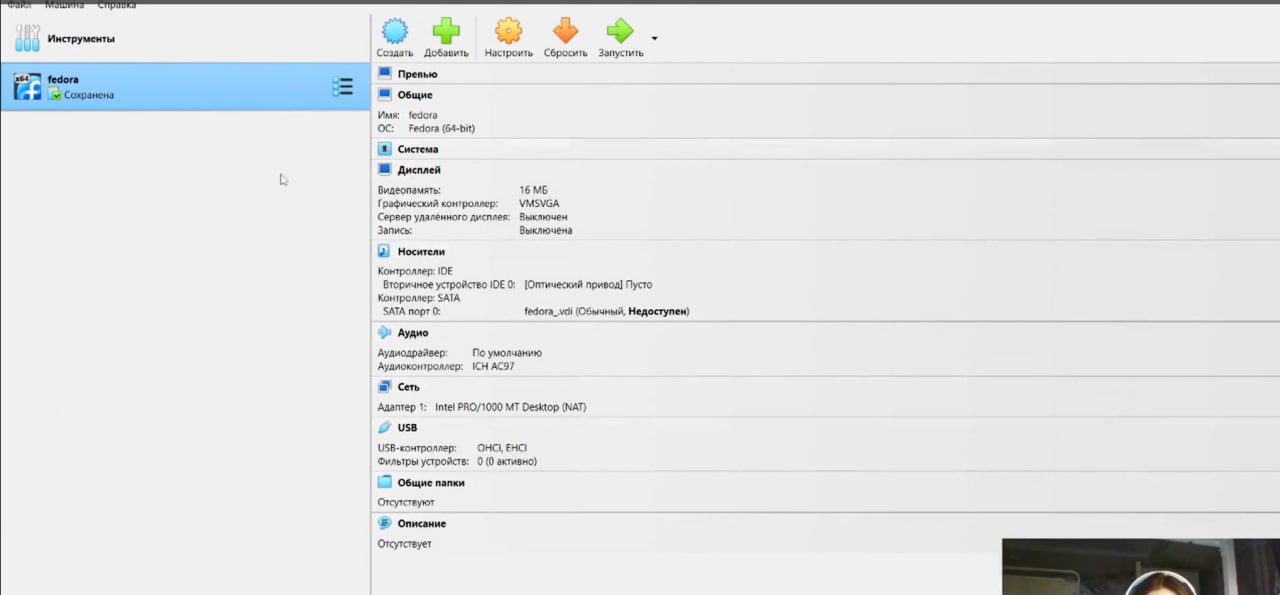 Файл Машина Справка
Инструменты
Создать Добавить Настроить Сбросить Запустить
x64
fedora
Сохранена
Превью
Общие
Имя: fedora
ОС: Fedora (64-bit)
Система
Дисплей
Видеопамять: 16 МБ
Графический контроллер: VMSVGA
Сервер удалённого дисплея: Выключен
Запись: Выключена
Носители
Контроллер: IDE
Вторичное устройство IDE 0: [Оптический привод] Пусто
Контроллер: SATA
SATA порт 0: fedora_.vdi (Обычный, Недоступен)
Аудио
Аудиодрайвер: По умолчанию
Аудиоконтроллер: ICH AC97
Сеть
Адаптер 1: Intel PRO/1000 MT Desktop (NAT)
USB
USB-контроллер: OHCI, EHCI
Фильтры устройств: 0 (0 активно)
Общие папки
Отсутствуют
Описание
Отсутствует